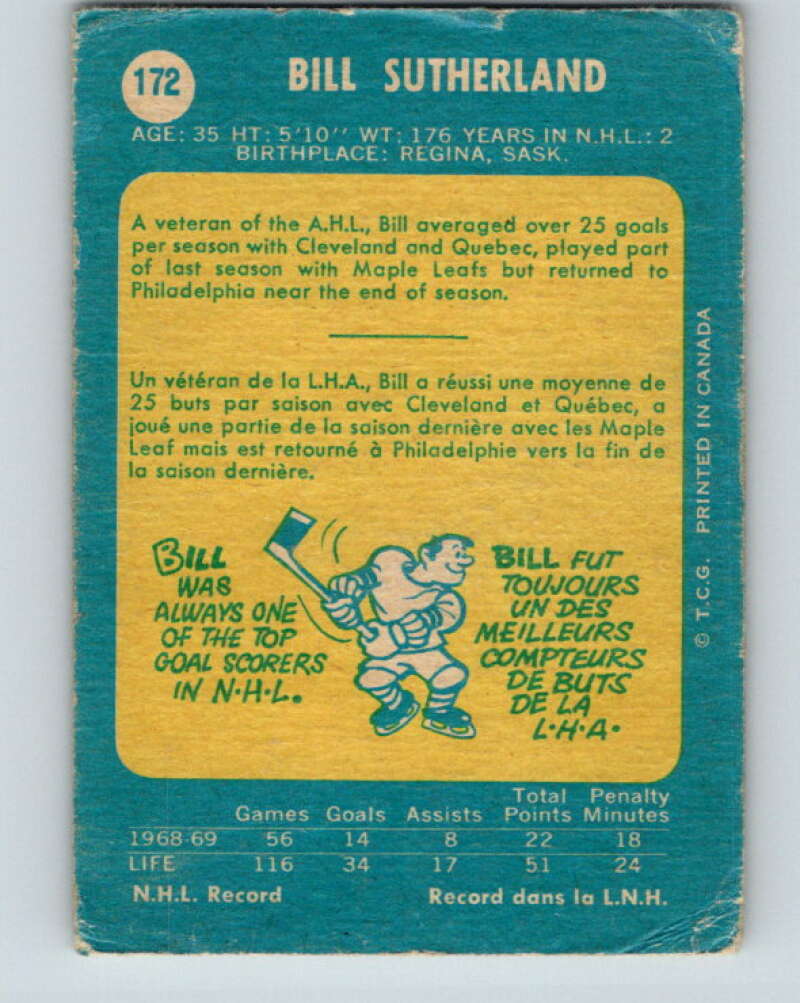 172
BILL SUTHERLAND
AGE: 35 HT: 5'10'' WT: 176 YEARS IN N.H.L.: 2
BIRTHPLACE: REGINA, SASK.
A veteran of the A.H.L., Bill averaged over 25 goals
per season with Cleveland and Quebec, played part
of last season with Maple Leafs but returned to
Philadelphia near the end of season.
Un vétéran de la L.H.A., Bill a réussi une moyenne de
25 buts par saison avec Cleveland et Québec, a
joué une partie de la saison dernière avec les Maple
Leaf mais est retourné à Philadelphie vers la fin de
la saison dernière.
BILL
WAS
ALWAYS ONE
OF THE TOP
GOAL SCORERS
IN N·H·L.
BILL FUT
TOUJOURS
UN DES
MEILLEURS
COMPTEURS
DE BUTS
DE LA
L·H·A·
© T.C.G. PRINTED IN CANADA
Total Penalty
Games Goals Assists Points Minutes
1968-69 56 14 8 22 18
LIFE 116 34 17 51 24
N.H.L. Record Record dans la L.N.H.